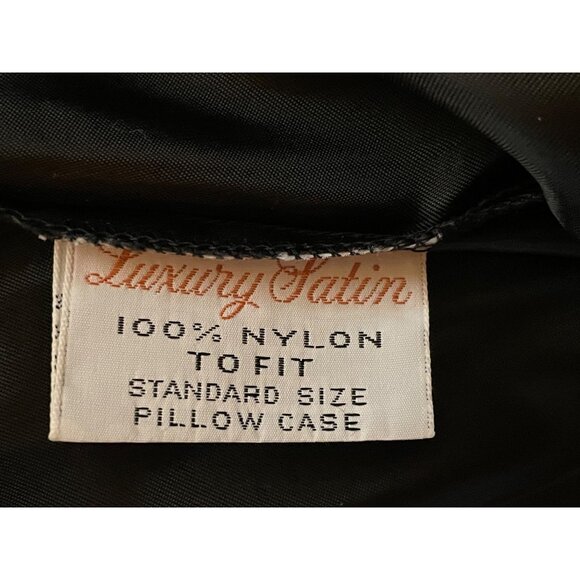 Luxury Satin
100% NYLON
TO FIT
STANDARD SIZE
PILLOW CASE